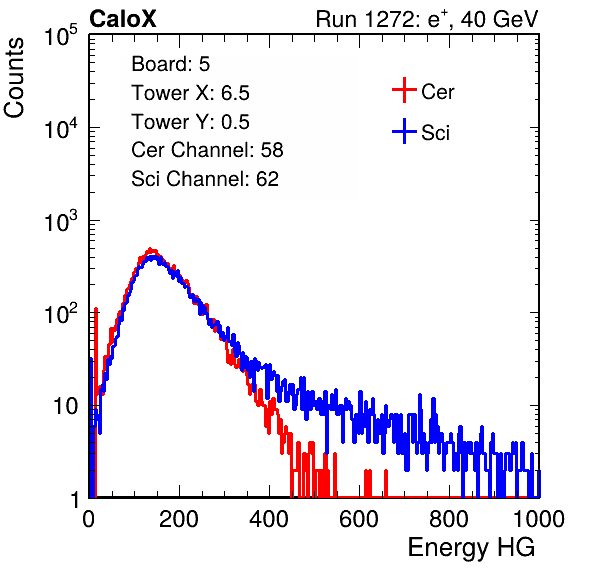 CaloX Run 1272: e⁺, 40 GeV
Counts
Board: 5
Tower X: 6.5
Tower Y: 0.5
Cer Channel: 58
Sci Channel: 62
Cer
Sci
10⁵
10⁴
10³
10²
10
1
0 200 400 600 800 1000
Energy HG